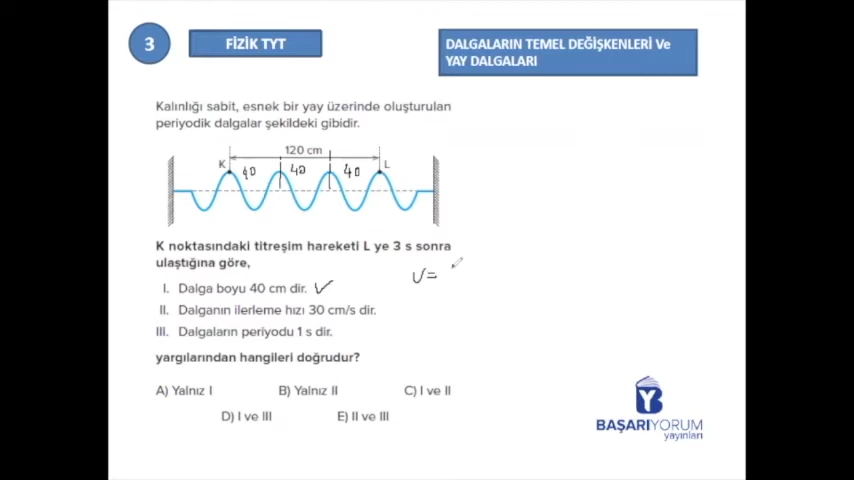 3
FİZİK TYT
DALGALARIN TEMEL DEĞİŞKENLERİ Ve
YAY DALGALARI
Kalınlığı sabit, esnek bir yay üzerinde oluşturulan
periyodik dalgalar şekildeki gibidir.
120 cm
K
L
40 40 40
K noktasındaki titreşim hareketi L ye 3 s sonra
ulaştığına göre,
V=
I. Dalga boyu 40 cm dir. ✓
II. Dalganın ilerleme hızı 30 cm/s dir.
III. Dalgaların periyodu 1 s dir.
yargılarından hangileri doğrudur?
A) Yalnız I B) Yalnız II C) I ve II
D) I ve III E) II ve III
BAŞARIYORUM
yayınları